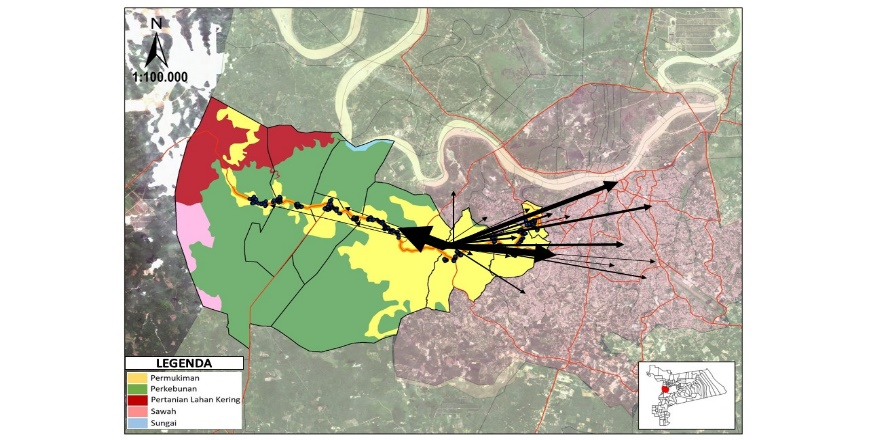 N
1:100.000
LEGENDA
Permukiman
Perkebunan
Pertanian Lahan Kering
Sawah
Sungai